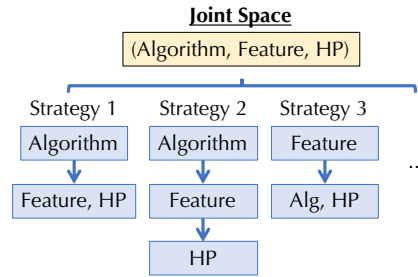 Joint Space
(Algorithm, Feature, HP)
Strategy 1 Strategy 2 Strategy 3
Algorithm Algorithm Feature
...
Feature, HP Feature Alg, HP
HP